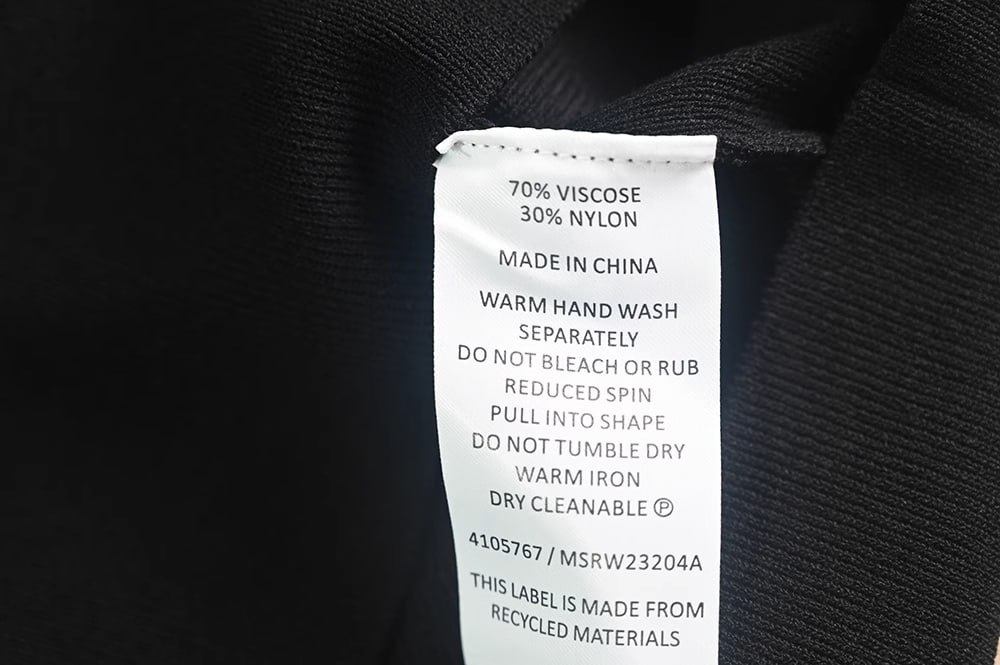 70% VISCOSE
30% NYLON
MADE IN CHINA
WARM HAND WASH
SEPARATELY
DO NOT BLEACH OR RUB
REDUCED SPIN
PULL INTO SHAPE
DO NOT TUMBLE DRY
WARM IRON
DRY CLEANABLE Ⓟ
4105767 / MSRW23204A
THIS LABEL IS MADE FROM
RECYCLED MATERIALS